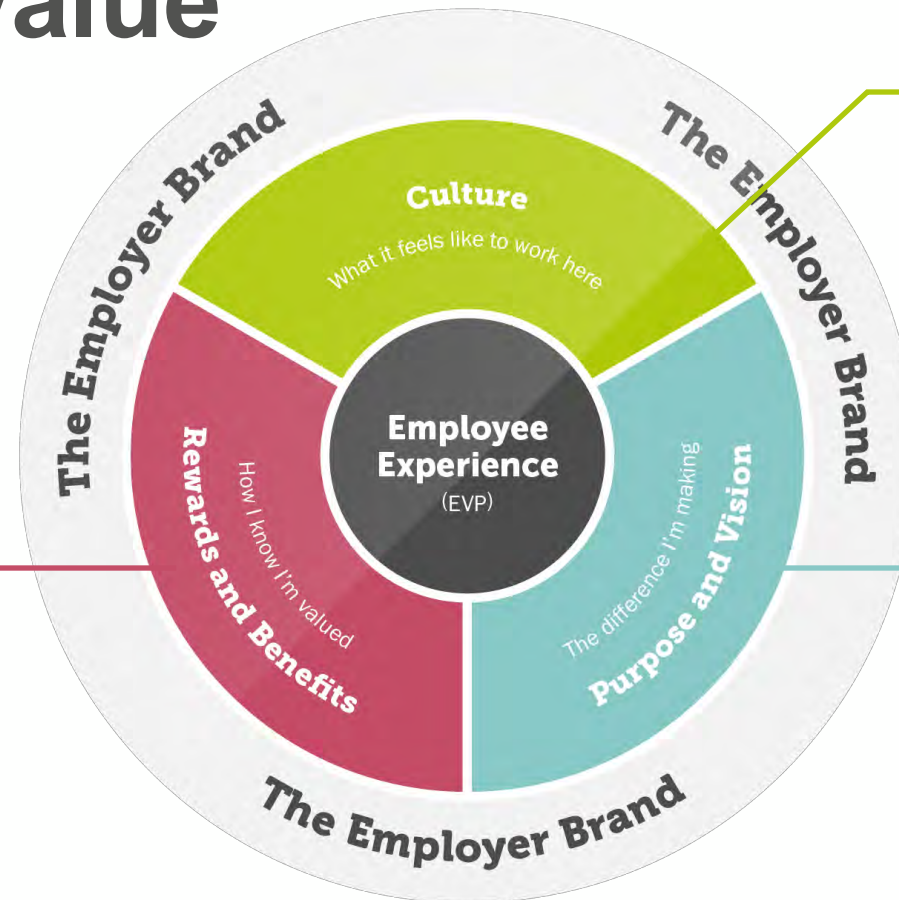 The Employer Brand
The Employer Brand
Culture
What it feels like to work here
Employee
Experience
(EVP)
Rewards and Benefits
How I know I'm valued
The difference I'm making
Purpose and Vision
The Employer Brand